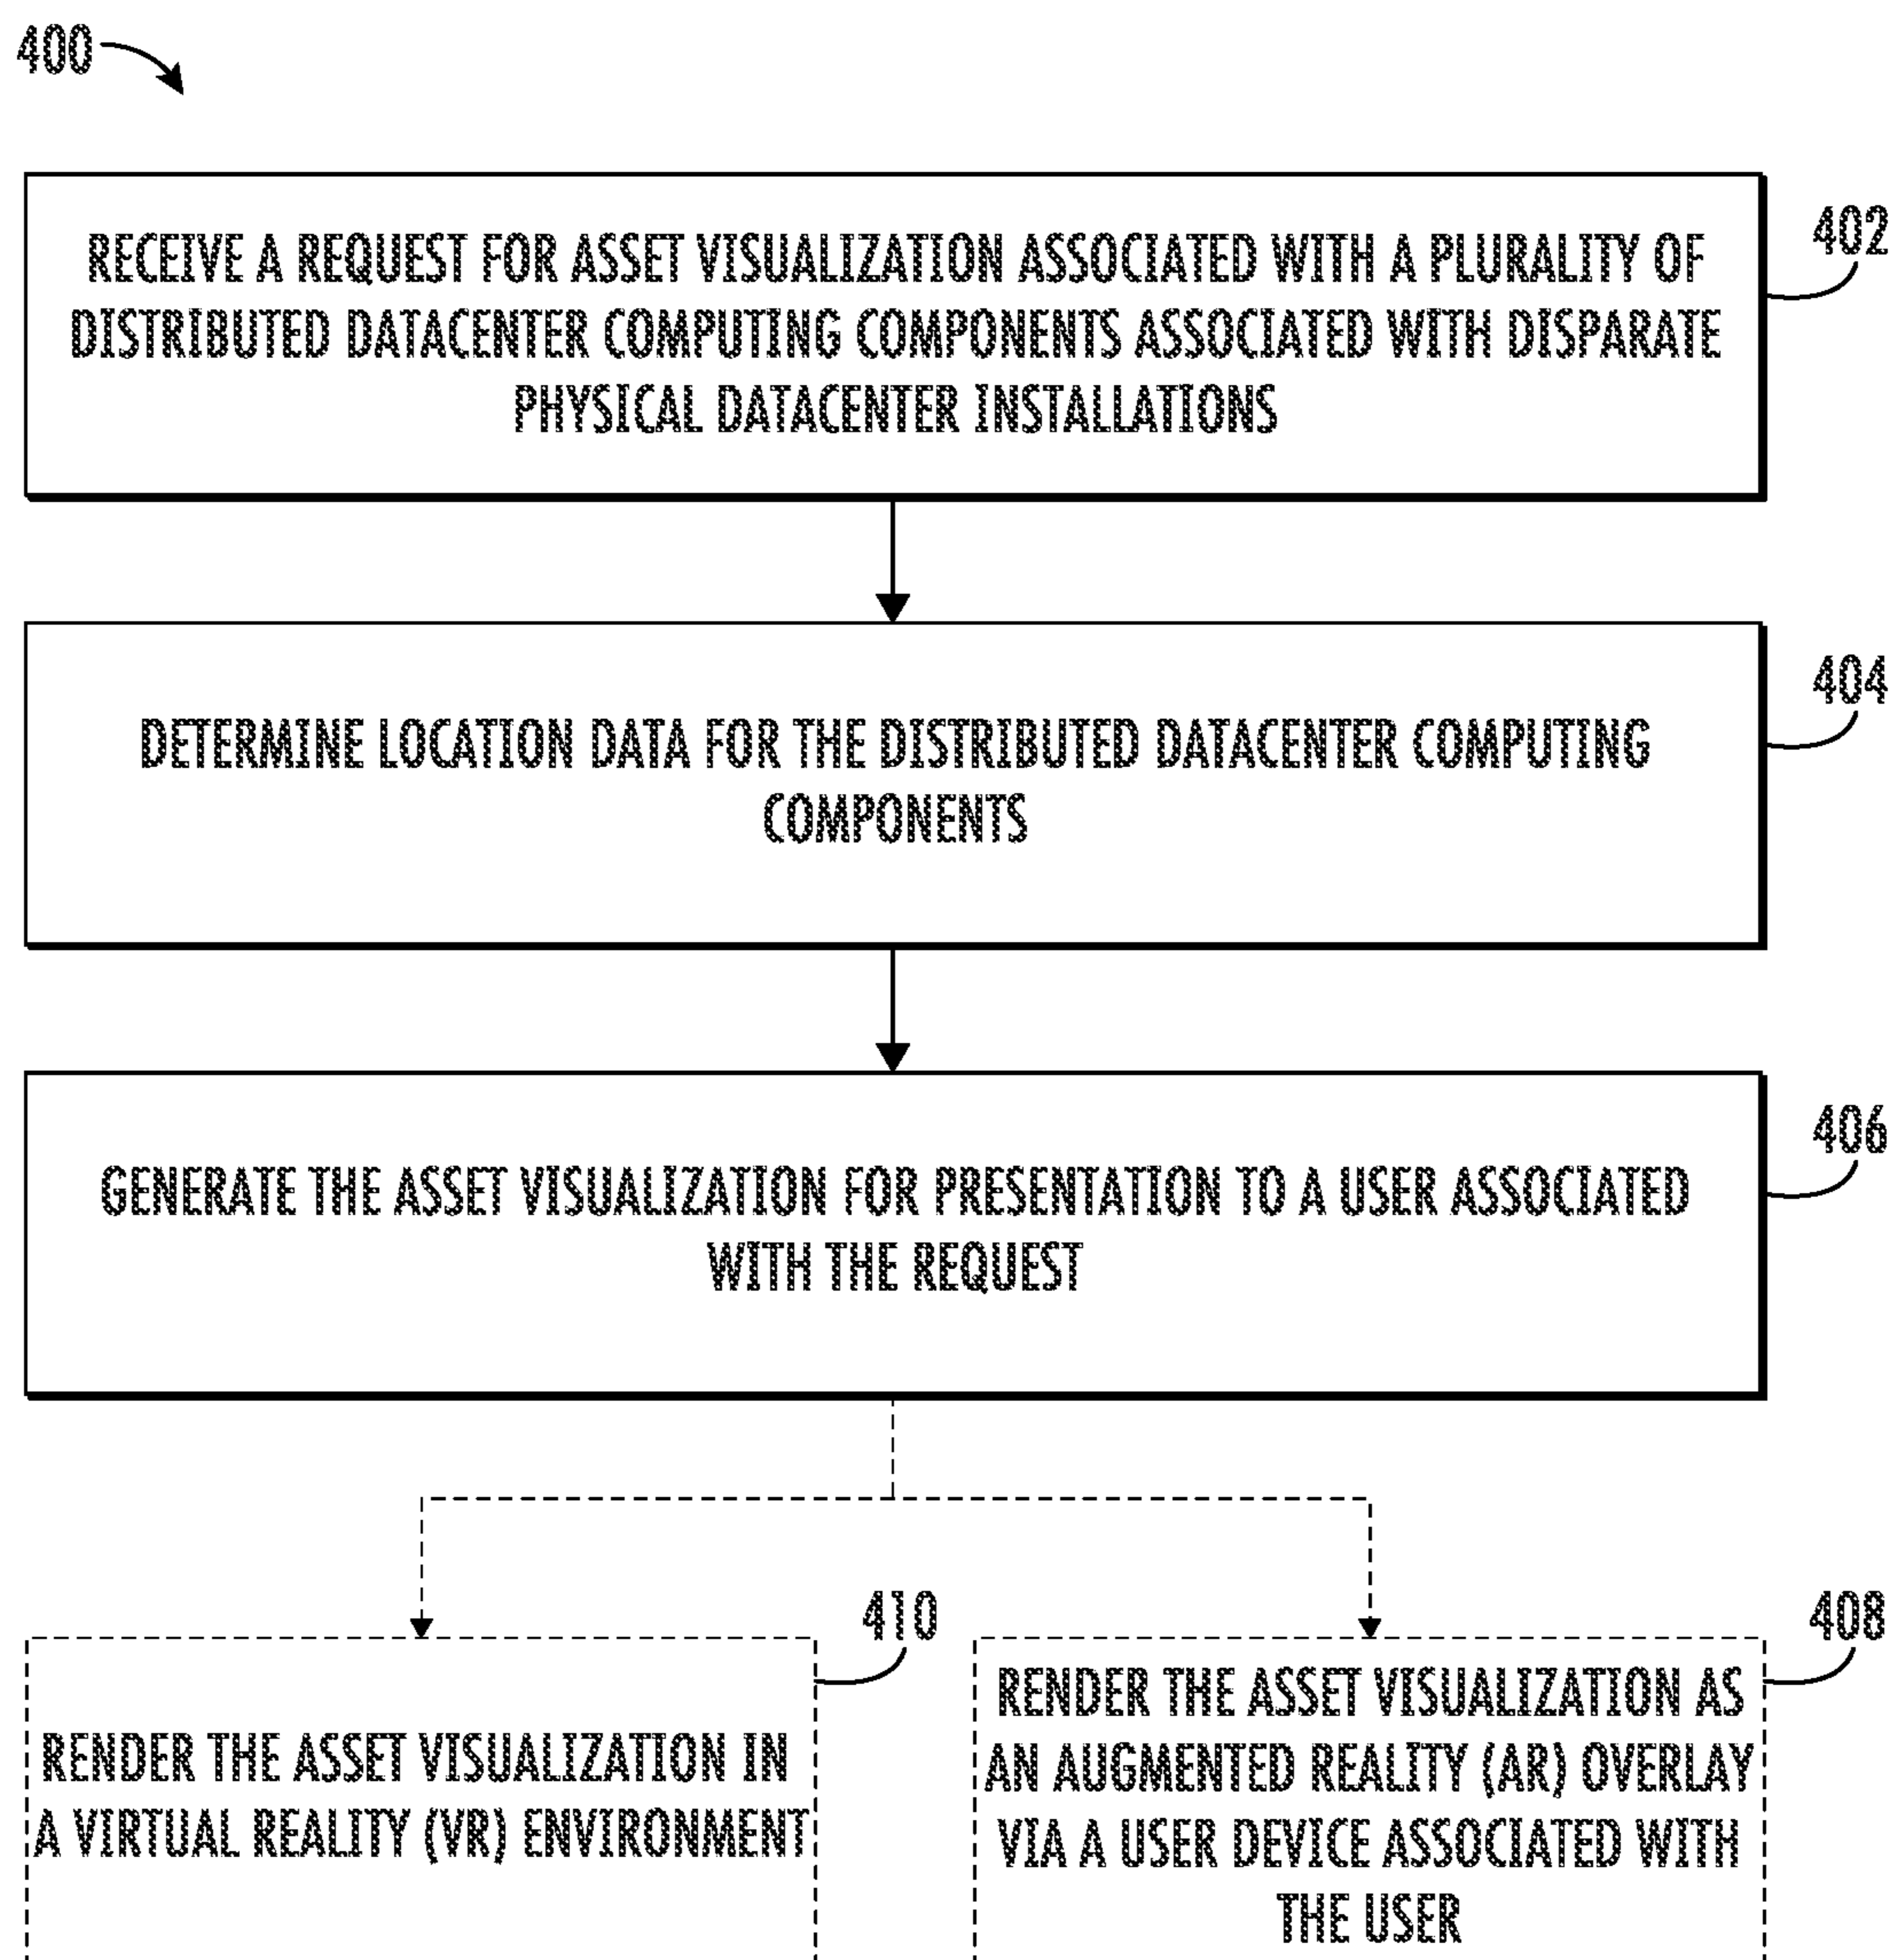 400
RECEIVE A REQUEST FOR ASSET VISUALIZATION ASSOCIATED WITH A PLURALITY OF
DISTRIBUTED DATACENTER COMPUTING COMPONENTS ASSOCIATED WITH DISPARATE
PHYSICAL DATACENTER INSTALLATIONS
402
DETERMINE LOCATION DATA FOR THE DISTRIBUTED DATACENTER COMPUTING
COMPONENTS
404
GENERATE THE ASSET VISUALIZATION FOR PRESENTATION TO A USER ASSOCIATED
WITH THE REQUEST
406
RENDER THE ASSET VISUALIZATION IN
A VIRTUAL REALITY (VR) ENVIRONMENT
410
RENDER THE ASSET VISUALIZATION AS
AN AUGMENTED REALITY (AR) OVERLAY
VIA A USER DEVICE ASSOCIATED WITH
THE USER
408